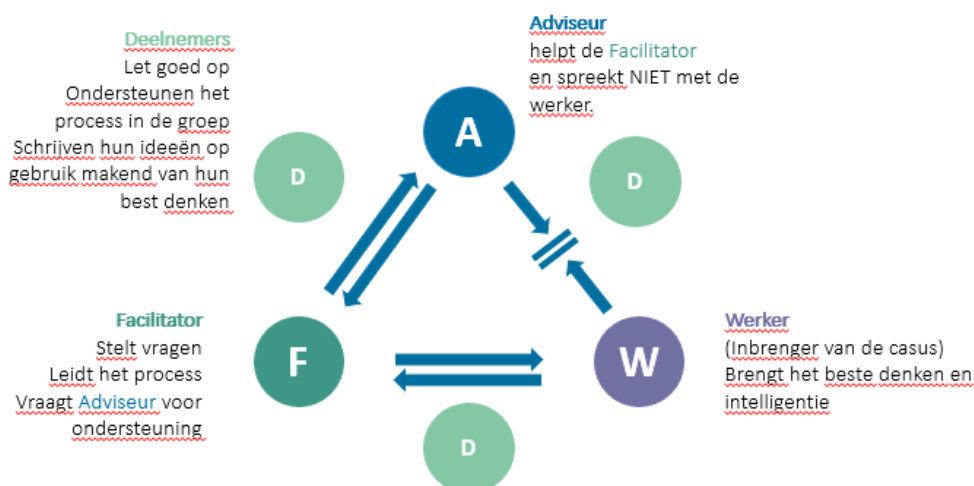 Deelnemers
Let goed op
Ondersteunen het
process in de groep
Schrijven hun ideeën op
gebruik makend van hun
best denken
Adviseur
helpt de Facilitator
en spreekt NIET met de
werker.
A
D
D
Facilitator
Stelt vragen
Leidt het process
Vraagt Adviseur voor
ondersteuning
F
W
Werker
(Inbrenger van de casus)
Brengt het beste denken en
intelligentie
D